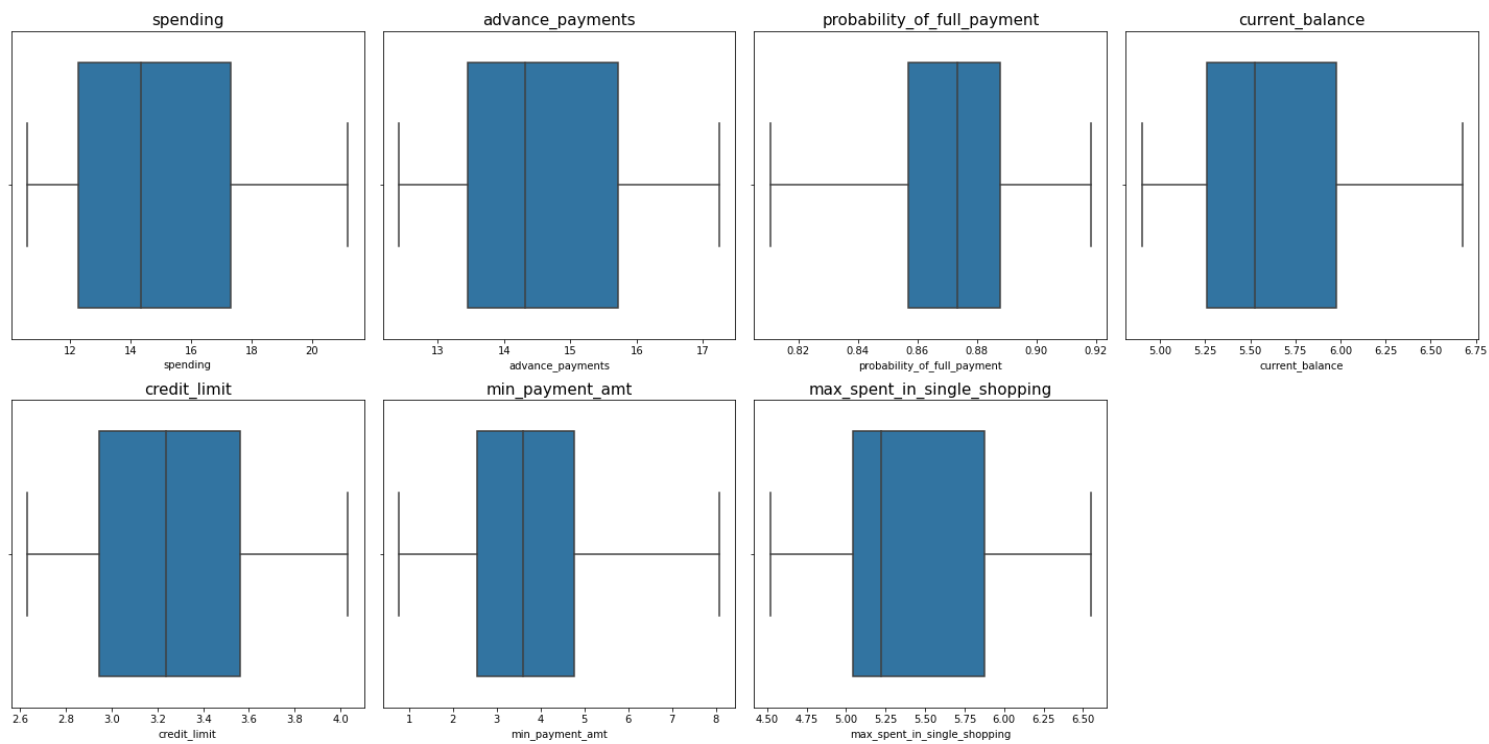 spending
advance_payments
probability_of_full_payment
current_balance
12 14 16 18 20
13 14 15 16 17
0.82 0.84 0.86 0.88 0.90 0.92
5.00 5.25 5.50 5.75 6.00 6.25 6.50 6.75
spending
advance_payments
probability_of_full_payment
current_balance
credit_limit
min_payment_amt
max_spent_in_single_shopping
2.6 2.8 3.0 3.2 3.4 3.6 3.8 4.0
1 2 3 4 5 6 7 8
4.50 4.75 5.00 5.25 5.50 5.75 6.00 6.25 6.50
credit_limit
min_payment_amt
max_spent_in_single_shopping